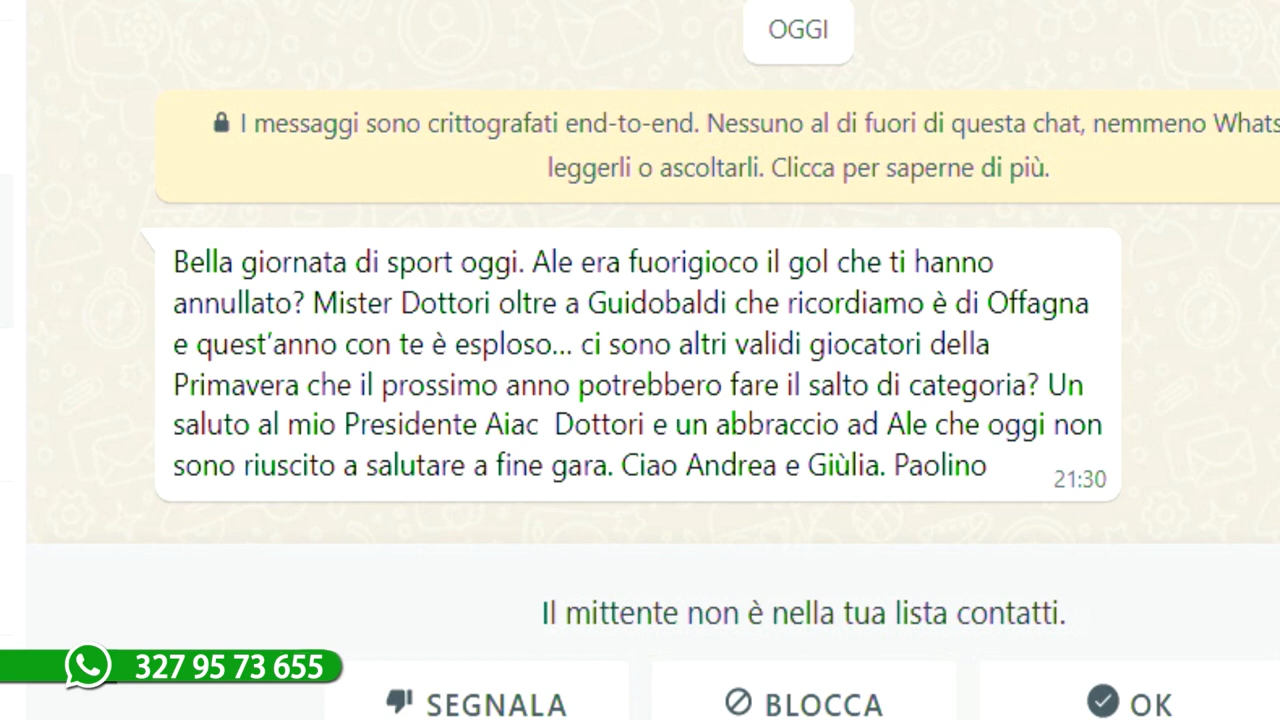 OGGI
I messaggi sono crittografati end-to-end. Nessuno al di fuori di questa chat, nemmeno Whats
leggerli o ascoltarli. Clicca per saperne di più.
Bella giornata di sport oggi. Ale era fuorigioco il gol che ti hanno
annullato? Mister Dottori oltre a Guidobaldi che ricordiamo è di Offagna
e quest'anno con te è esploso... ci sono altri validi giocatori della
Primavera che il prossimo anno potrebbero fare il salto di categoria? Un
saluto al mio Presidente Aiac  Dottori e un abbraccio ad Ale che oggi non
sono riuscito a salutare a fine gara. Ciao Andrea e Giùlia. Paolino
21:30
Il mittente non è nella tua lista contatti.
327 95 73 655
SEGNALA
BLOCCA
OK